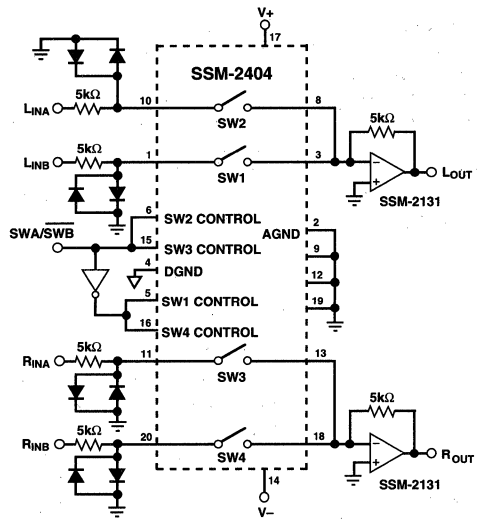 V+
17
SSM-2404
5kΩ
L INA
10
SW2
8
5kΩ
5kΩ
L INB
1
SW1
3
−
+
L OUT
SSM-2131
6
SW2 CONTROL
SWA/S̅W̅B̅
15
SW3 CONTROL
AGND
2
4
DGND
9
5
SW1 CONTROL
12
16
SW4 CONTROL
19
R INA
5kΩ
11
SW3
13
5kΩ
R INB
5kΩ
20
SW4
18
−
+
R OUT
SSM-2131
14
V−